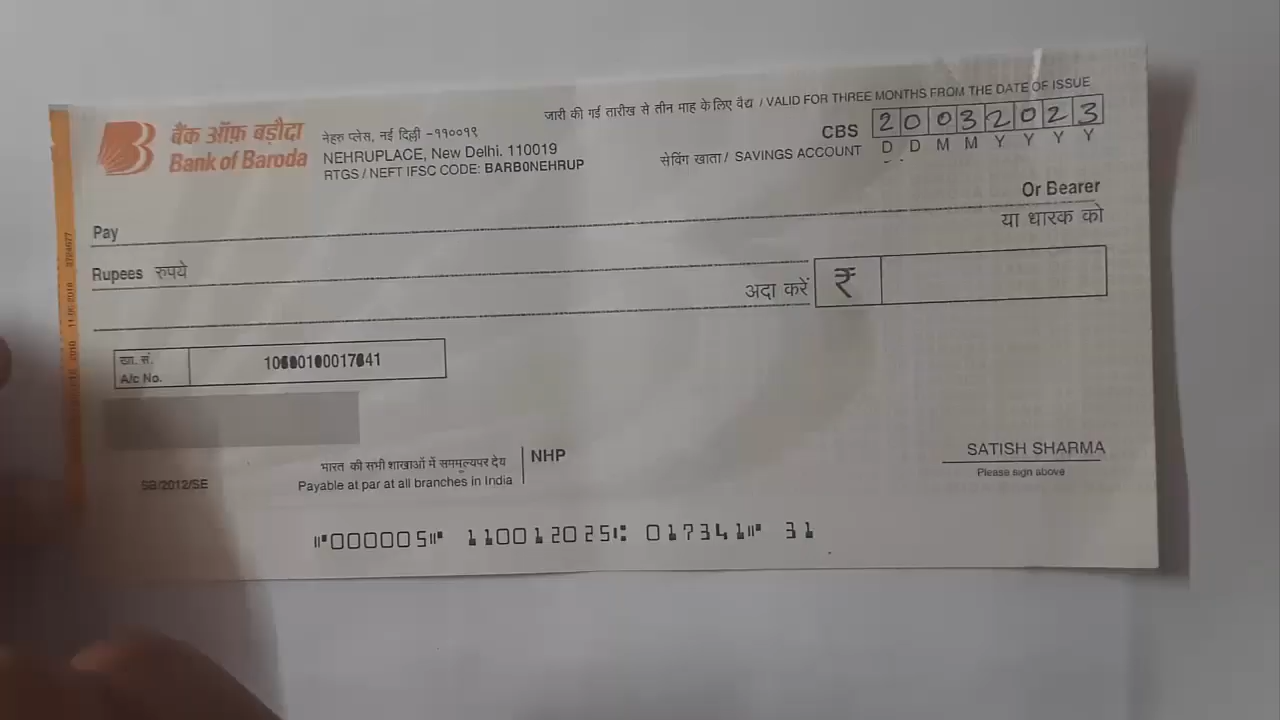 जारी की गई तारीख से तीन माह के लिए वैद्य / VALID FOR THREE MONTHS FROM THE DATE OF ISSUE
बैंक ऑफ़ बड़ौदा
Bank of Baroda
नेहरु प्लेस, नई दिल्ली -११००१९
NEHRUPLACE, New Delhi. 110019
RTGS / NEFT IFSC CODE: BARB0NEHRUP
CBS 20032023
D D M M Y Y Y Y
सेविंग खाता / SAVINGS ACCOUNT
Pay
Or Bearer
या धारक को
Rupees रुपये
अदा करें ₹
खा. सं.
A/c No.
भारत की सभी शाखाओं में सममूल्यपर देय
Payable at par at all branches in India
NHP
SB/2012/SE
SATISH SHARMA
Please sign above
⑈000005⑈ 110012025⑆ 017341⑈ 31